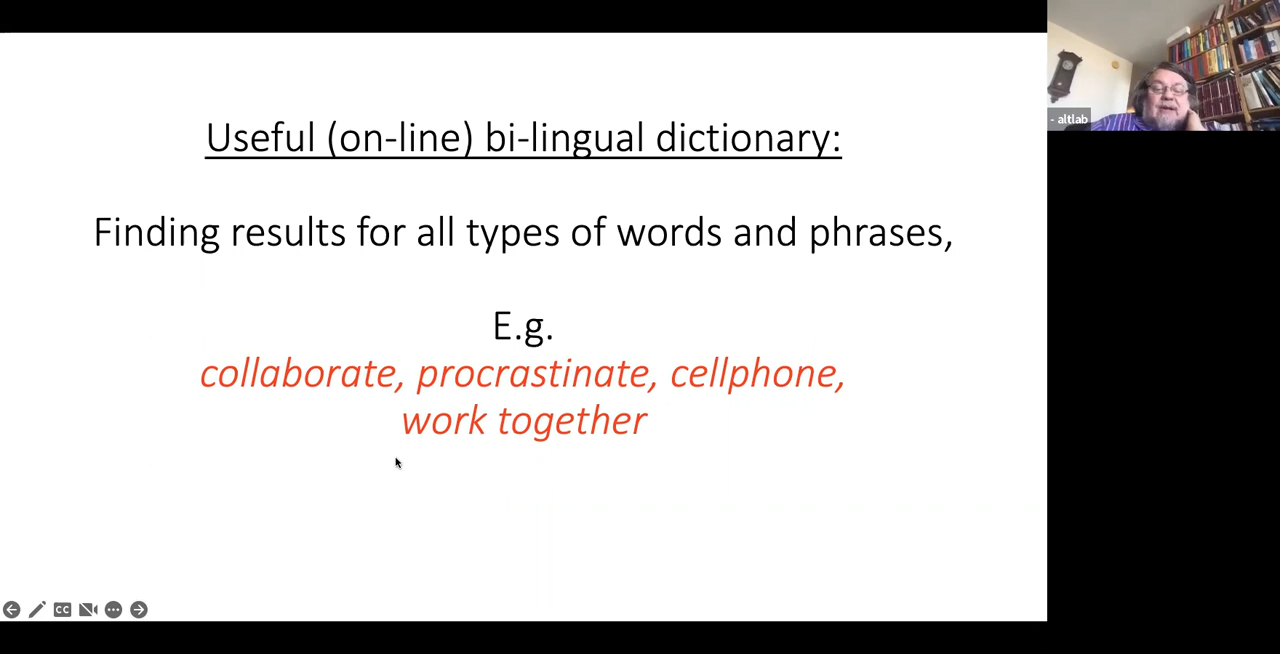 Useful (on-line) bi-lingual dictionary:
Finding results for all types of words and phrases,
E.g.
collaborate, procrastinate, cellphone,
work together
- altlab
CC